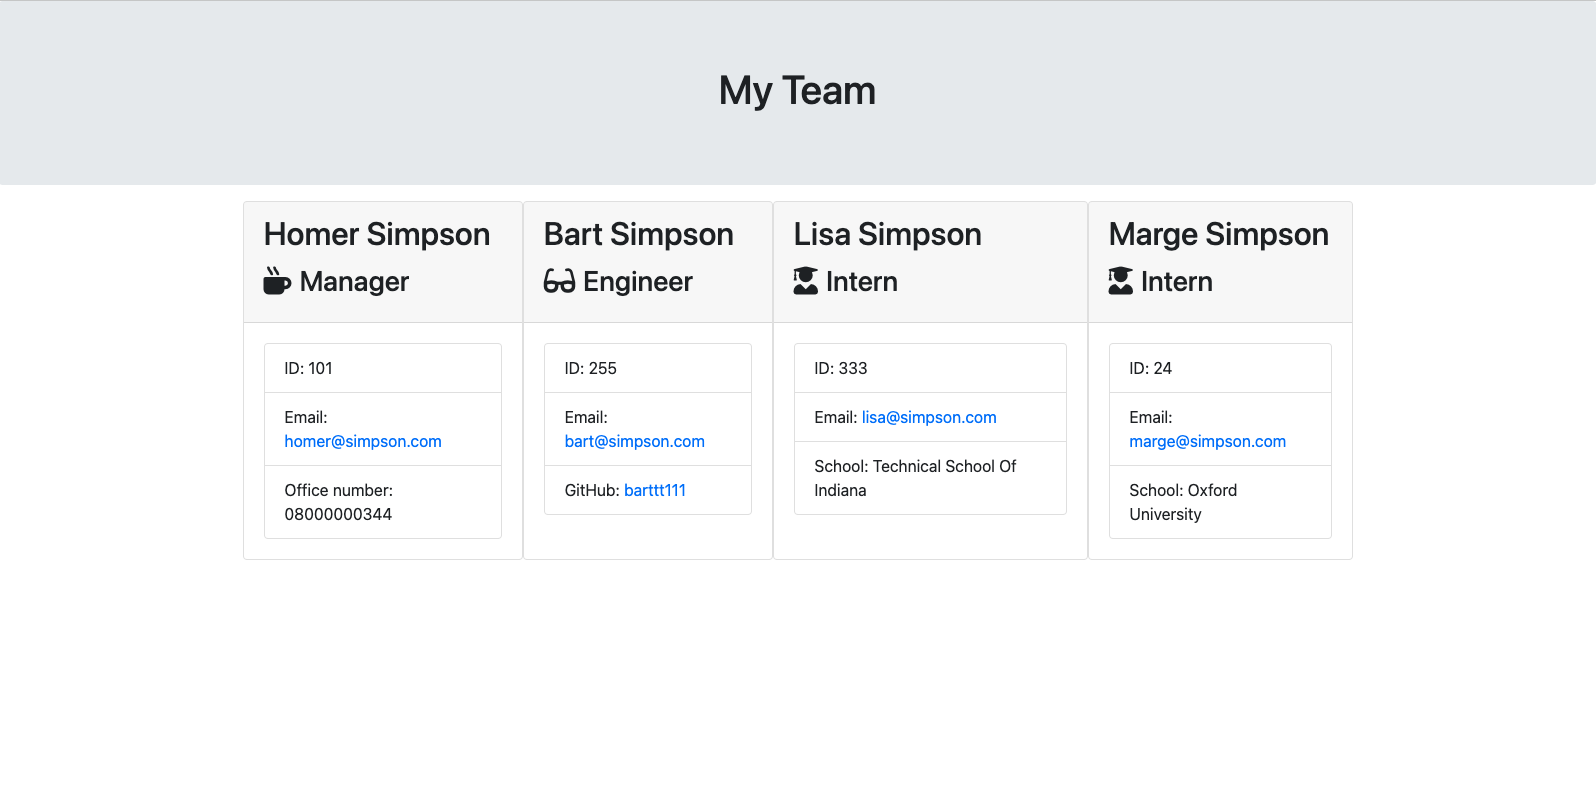 My Team
Homer Simpson
Manager
ID: 101
Email:
homer@simpson.com
Office number:
08000000344
Bart Simpson
Engineer
ID: 255
Email:
bart@simpson.com
GitHub: barttt111
Lisa Simpson
Intern
ID: 333
Email: lisa@simpson.com
School: Technical School Of
Indiana
Marge Simpson
Intern
ID: 24
Email:
marge@simpson.com
School: Oxford
University